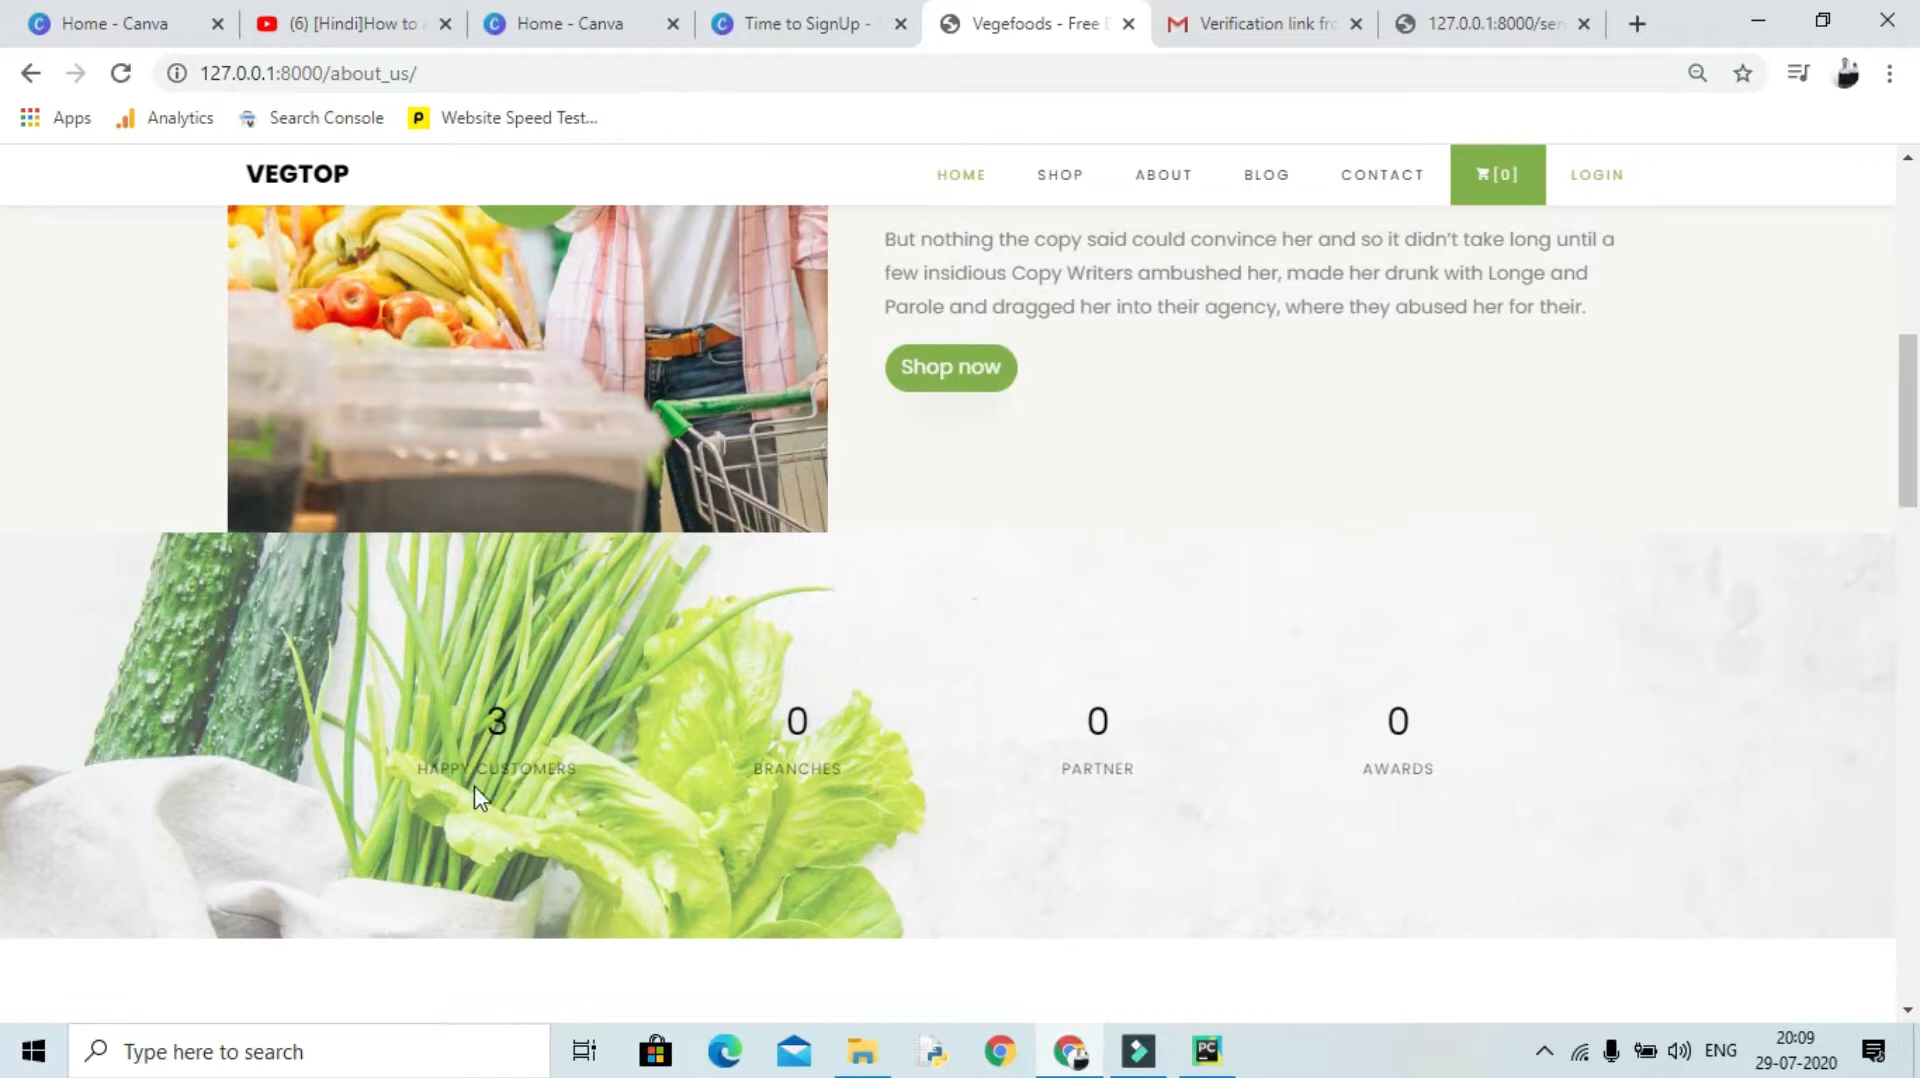 Home - Canva
(6) [Hindi]How to
Home - Canva
Time to SignUp -
Vegefoods - Free
Verification link fro
127.0.0.1:8000/ser
127.0.0.1:8000/about_us/
Apps
Analytics
Search Console
Website Speed Test...
VEGTOP
HOME
SHOP
ABOUT
BLOG
CONTACT
[0]
LOGIN
But nothing the copy said could convince her and so it didn't take long until a
few insidious Copy Writers ambushed her, made her drunk with Longe and
Parole and dragged her into their agency, where they abused her for their.
Shop now
3
0
0
0
HAPPY CUSTOMERS
BRANCHES
PARTNER
AWARDS
Type here to search
PC
ENG
20:09
29-07-2020